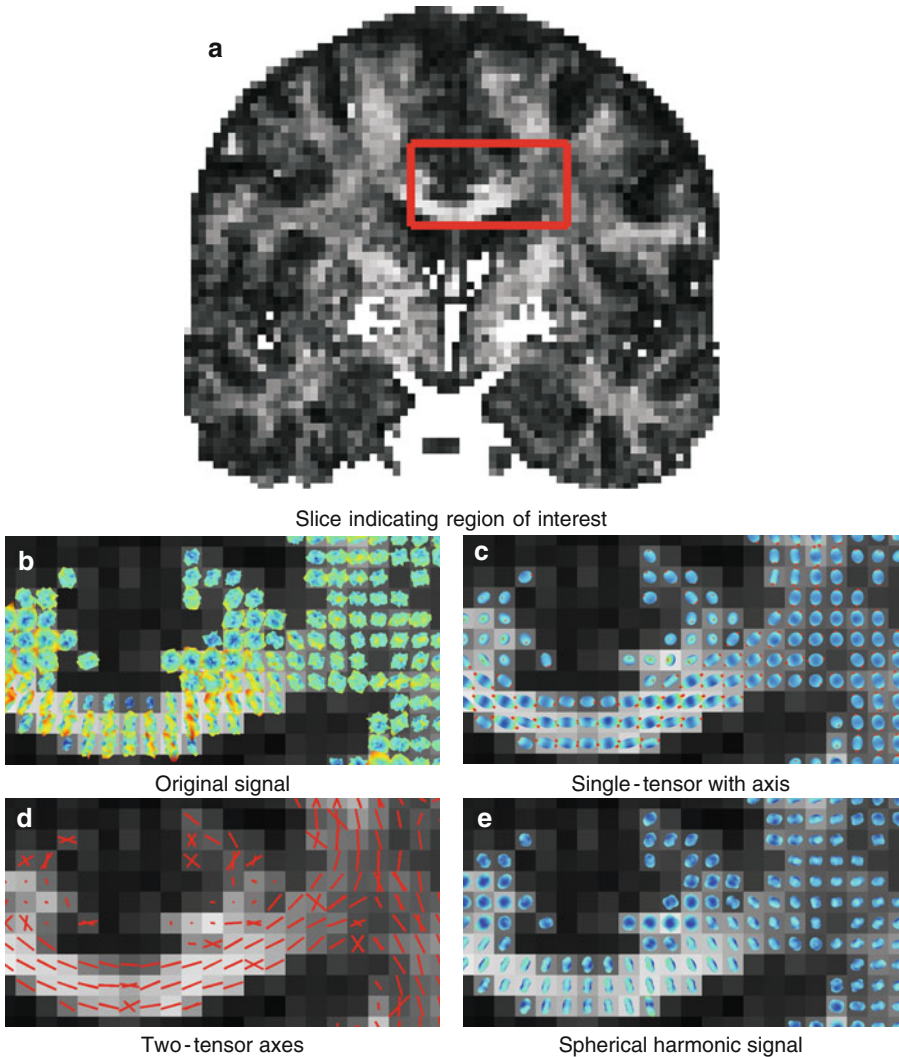 a
Slice indicating region of interest
b
c
Original signal
Single-tensor with axis
d
e
Two-tensor axes
Spherical harmonic signal